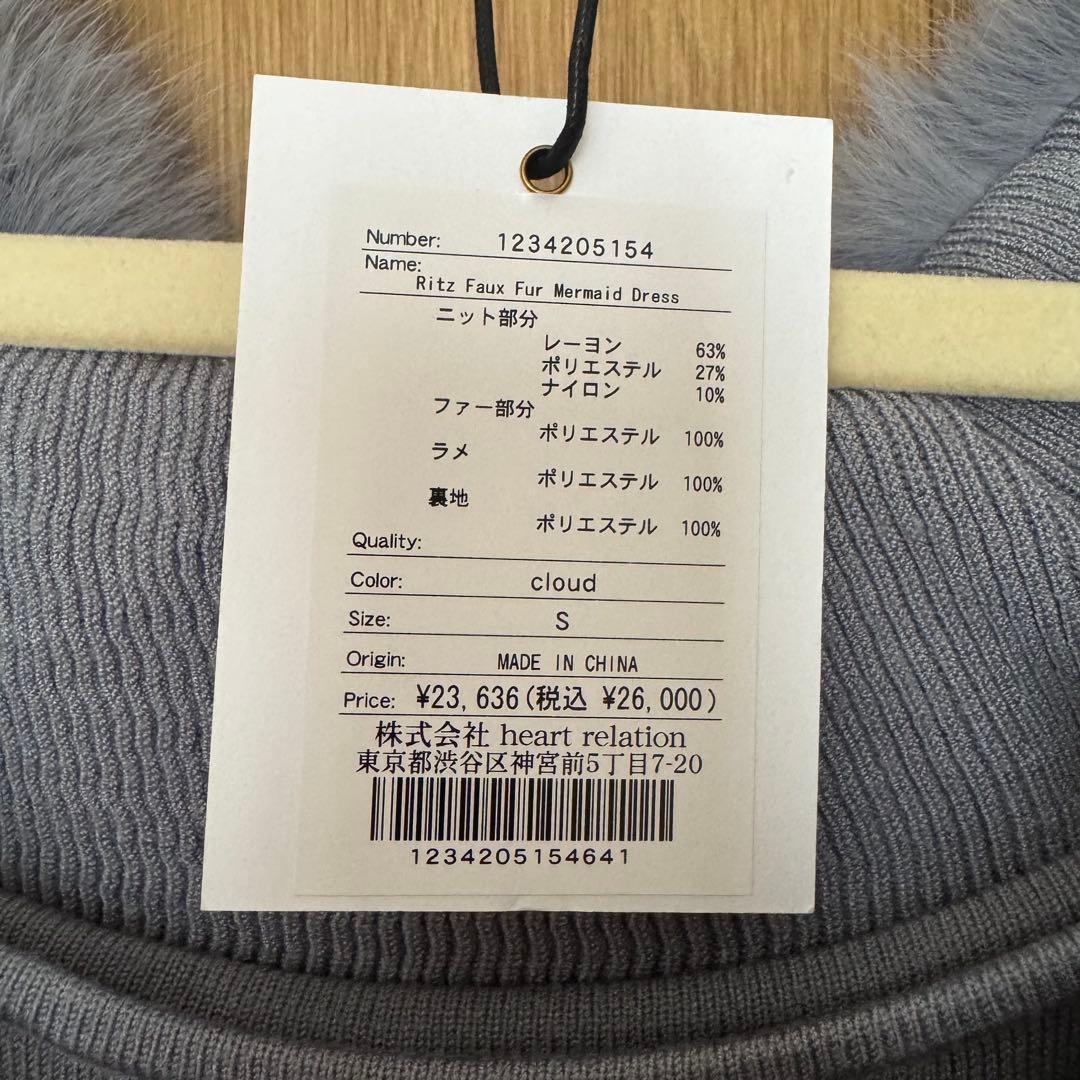 Number: 1234205154
Name:
Ritz Faux Fur Mermaid Dress
ニット部分
レーヨン 63%
ポリエステル 27%
ナイロン 10%
ファー部分
ポリエステル 100%
ラメ
ポリエステル 100%
裏地
ポリエステル 100%
Quality:
Color: cloud
Size: S
Origin: MADE IN CHINA
Price: ¥23,636(税込 ¥26,000)
株式会社 heart relation
東京都渋谷区神宮前5丁目7-20
1234205154641